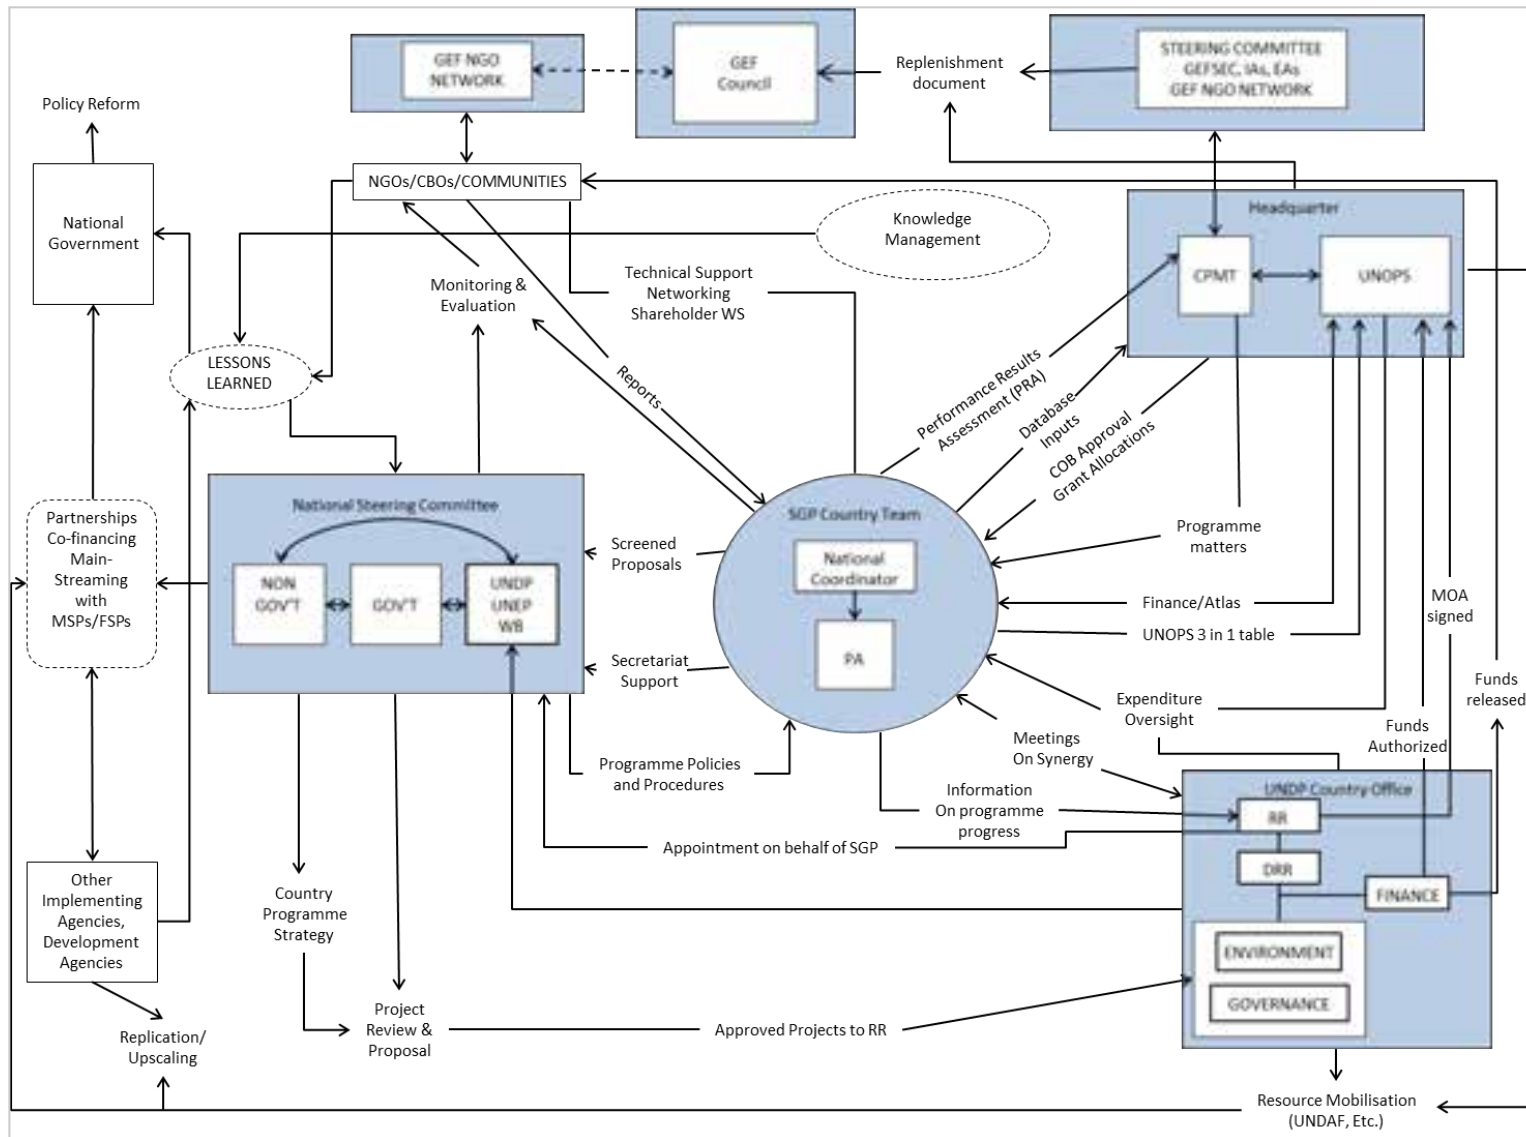 GEF NGO
NETWORK
GEF
Council
Replenishment
document
STEERING COMMITTEE
GEFSEC, IAs, EAs
GEF NGO NETWORK
Policy Reform
National
Government
NGOs/CBOs/COMMUNITIES
Knowledge
Management
Headquarter
CPMT
UNOPS
Monitoring &
Evaluation
Technical Support
Networking
Shareholder WS
LESSONS
LEARNED
Reports
Performance Results
Assessment (PRA)
Database
Inputs
COB Approval
Grant Allocations
National Steering Committee
NON
GOV'T
GOV'T
UNDP
UNEP
WB
Partnerships
Co-financing
Main-
Streaming
with
MSPs/FSPs
Screened
Proposals
SGP Country Team
National
Coordinator
PA
Programme
matters
Finance/Atlas
UNOPS 3 in 1 table
MOA
signed
Secretariat
Support
Expenditure
Oversight
Funds
released
Funds
Authorized
Meetings
On Synergy
Programme Policies
and Procedures
Information
On programme
progress
UNDP Country Office
RR
DRR
FINANCE
ENVIRONMENT
GOVERNANCE
Appointment on behalf of SGP
Other
Implementing
Agencies,
Development
Agencies
Country
Programme
Strategy
Project
Review &
Proposal
Approved Projects to RR
Replication/
Upscaling
Resource Mobilisation
(UNDAF, Etc.)